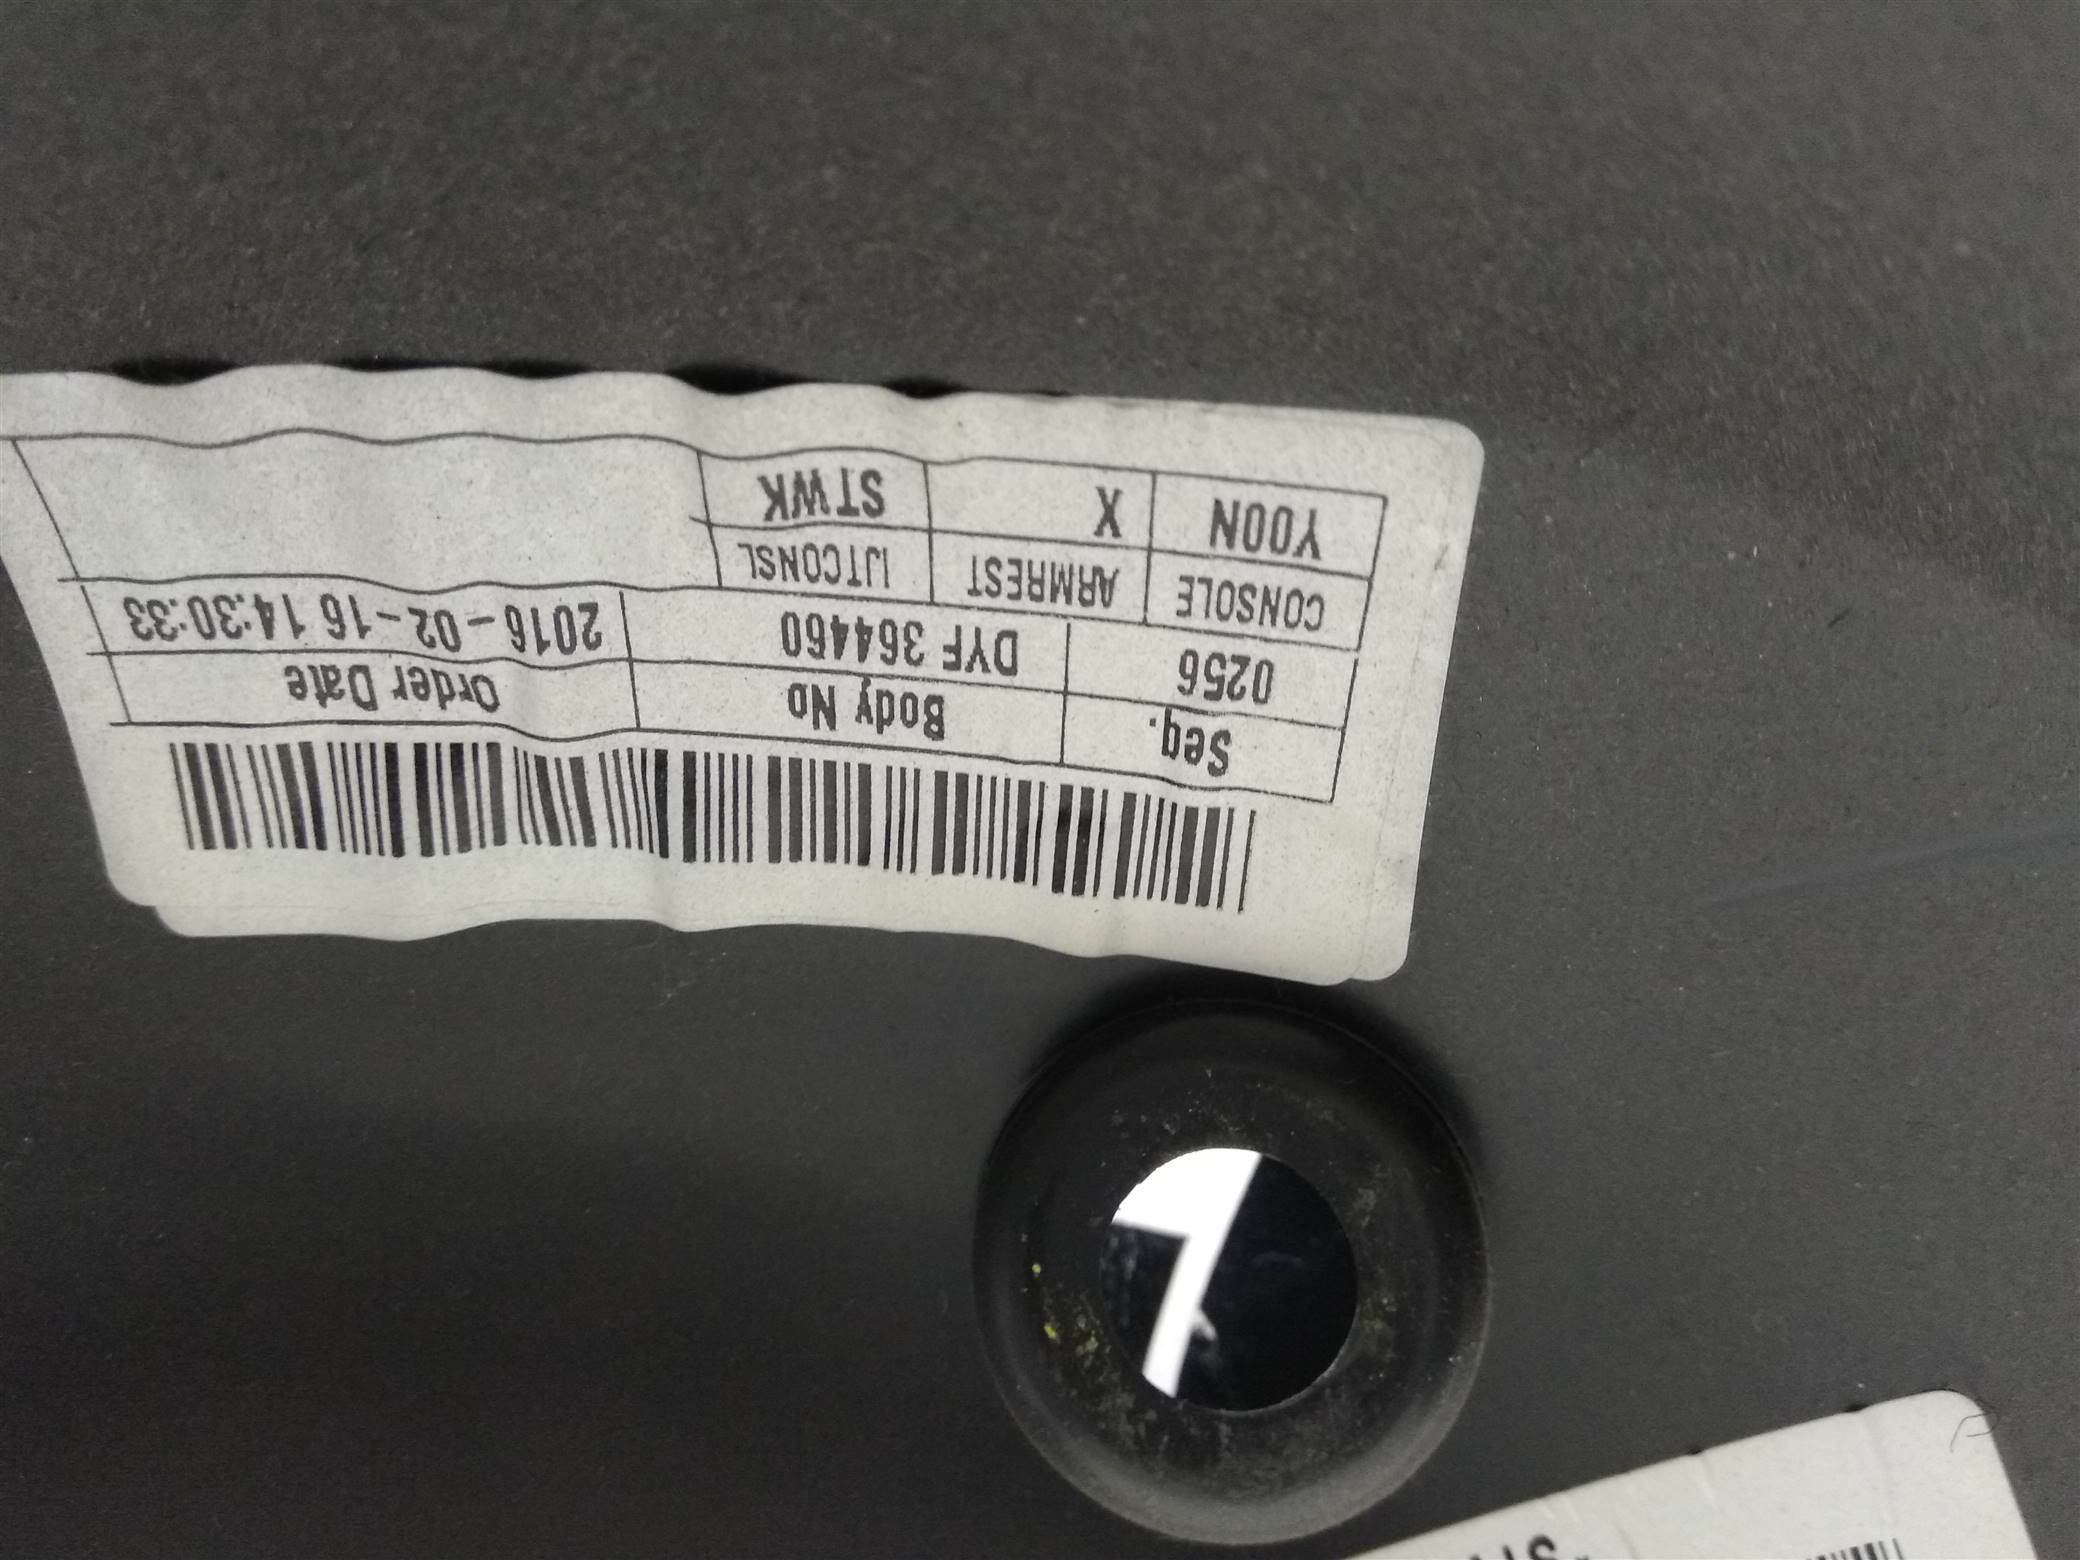 Seq. Body No Order Date
0256 DYF 364460 2016-02-16 14:30:33
CONSOLE ARMREST IJTCONSL
YOON X STWK